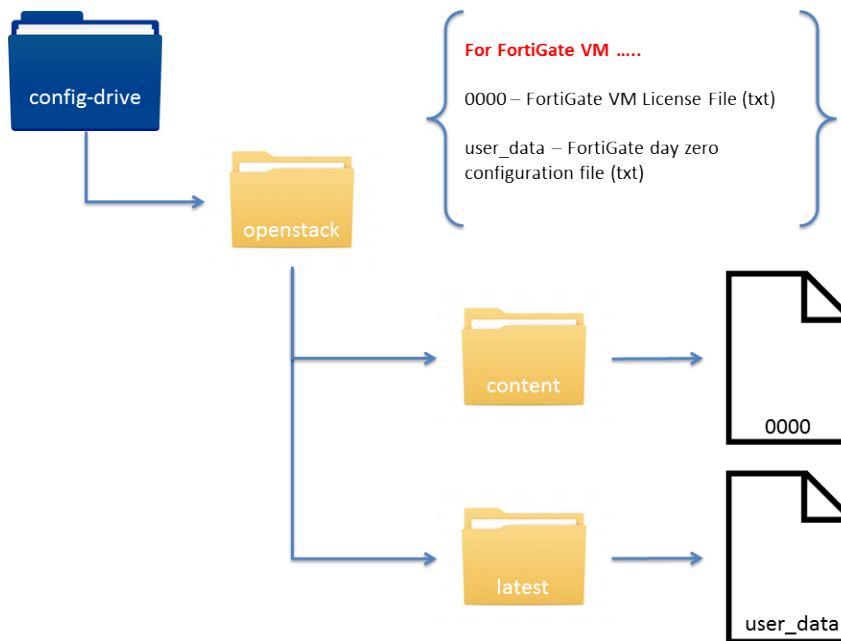 config-drive
For FortiGate VM .....
0000 – FortiGate VM License File (txt)
user_data – FortiGate day zero
configuration file (txt)
openstack
content
0000
latest
user_data